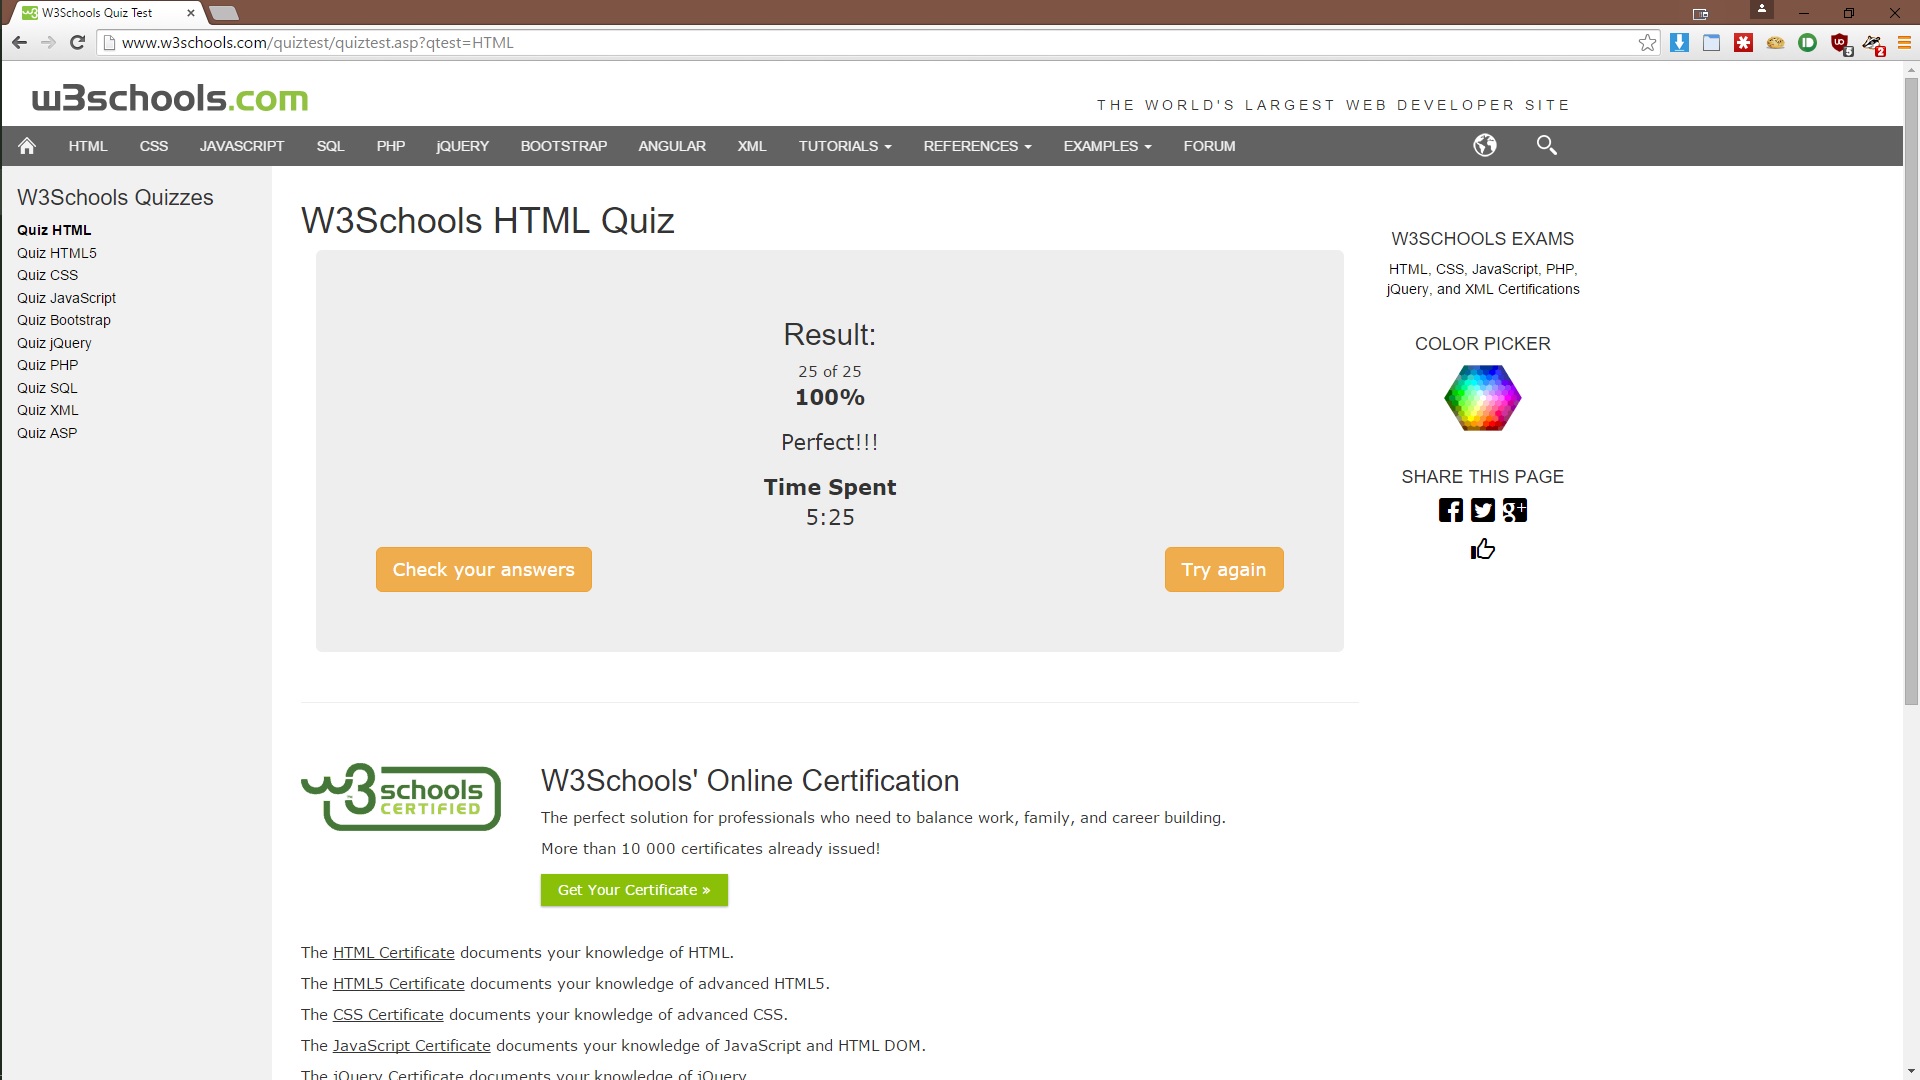 W3Schools Quiz Test
www.w3schools.com/quiztest/quiztest.asp?qtest=HTML
w3schools.com
THE WORLD'S LARGEST WEB DEVELOPER SITE
HTML CSS JAVASCRIPT SQL PHP jQUERY BOOTSTRAP ANGULAR XML TUTORIALS REFERENCES EXAMPLES FORUM
W3Schools Quizzes
Quiz HTML
Quiz HTML5
Quiz CSS
Quiz JavaScript
Quiz Bootstrap
Quiz jQuery
Quiz PHP
Quiz SQL
Quiz XML
Quiz ASP
W3Schools HTML Quiz
Result:
25 of 25
100%
Perfect!!!
Time Spent
5:25
Check your answers
Try again
W3SCHOOLS EXAMS
HTML, CSS, JavaScript, PHP,
jQuery, and XML Certifications
COLOR PICKER
SHARE THIS PAGE
w3schools
CERTIFIED
W3Schools' Online Certification
The perfect solution for professionals who need to balance work, family, and career building.
More than 10 000 certificates already issued!
Get Your Certificate »
The HTML Certificate documents your knowledge of HTML.
The HTML5 Certificate documents your knowledge of advanced HTML5.
The CSS Certificate documents your knowledge of advanced CSS.
The JavaScript Certificate documents your knowledge of JavaScript and HTML DOM.
The jQuery Certificate documents your knowledge of jQuery